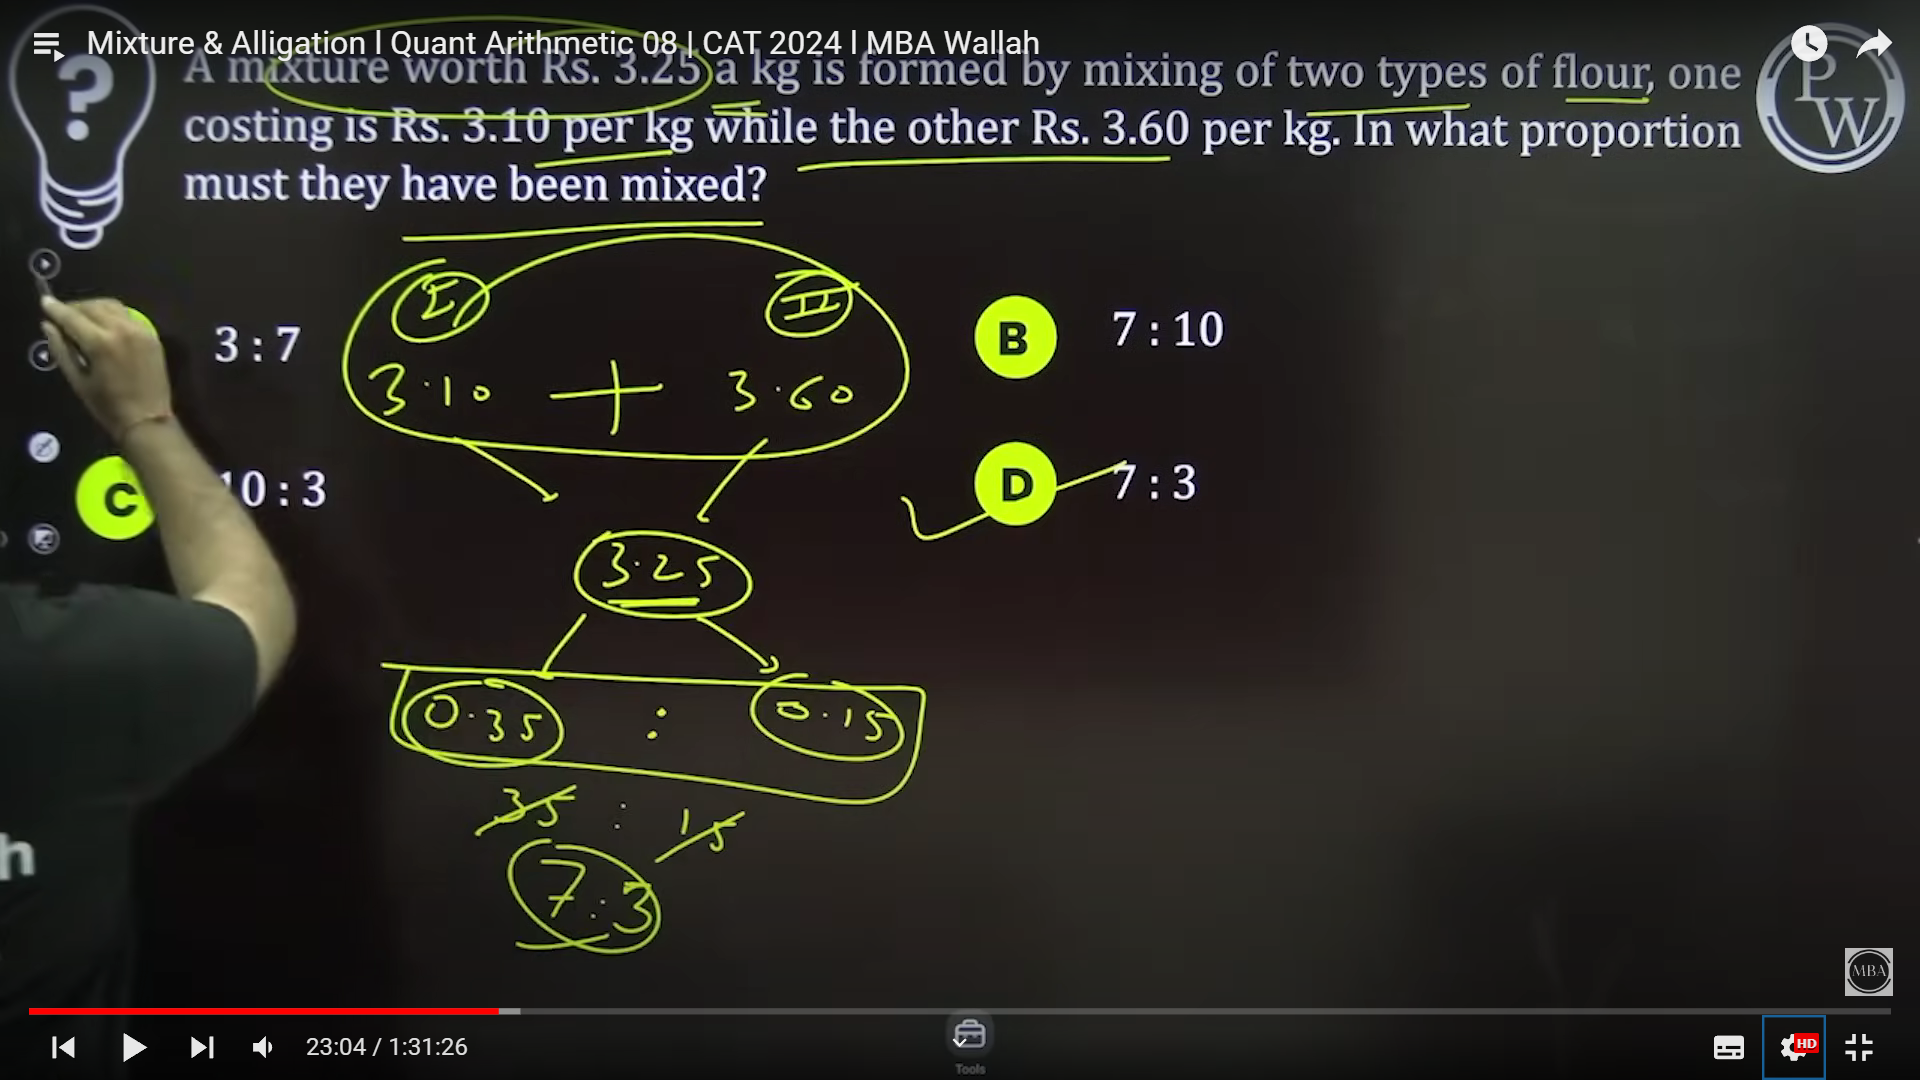 Mixture & Alligation l Quant Arithmetic 08 | CAT 2024 l MBA Wallah
A mixture worth Rs. 3.25 a kg is formed by mixing of two types of flour, one
costing is Rs. 3.10 per kg while the other Rs. 3.60 per kg. In what proportion
must they have been mixed?
P
W
I
II
3 : 7
B 7 : 10
3.10 + 3.60
C 10 : 3
D 7 : 3
3.25
0.35 : 0.15
35 : 15
7 : 3
h
MBA
23:04 / 1:31:26
Tools
HD